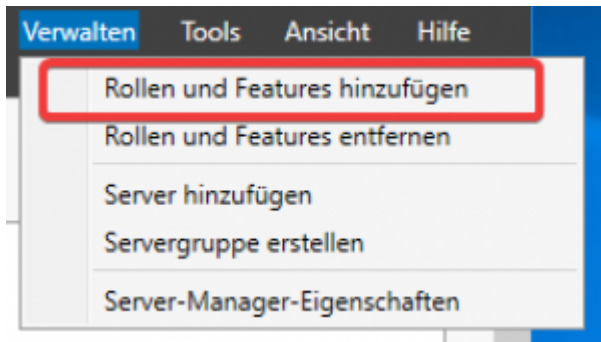 Verwalten Tools Ansicht Hilfe
Rollen und Features hinzufügen
Rollen und Features entfernen
Server hinzufügen
Servergruppe erstellen
Server-Manager-Eigenschaften